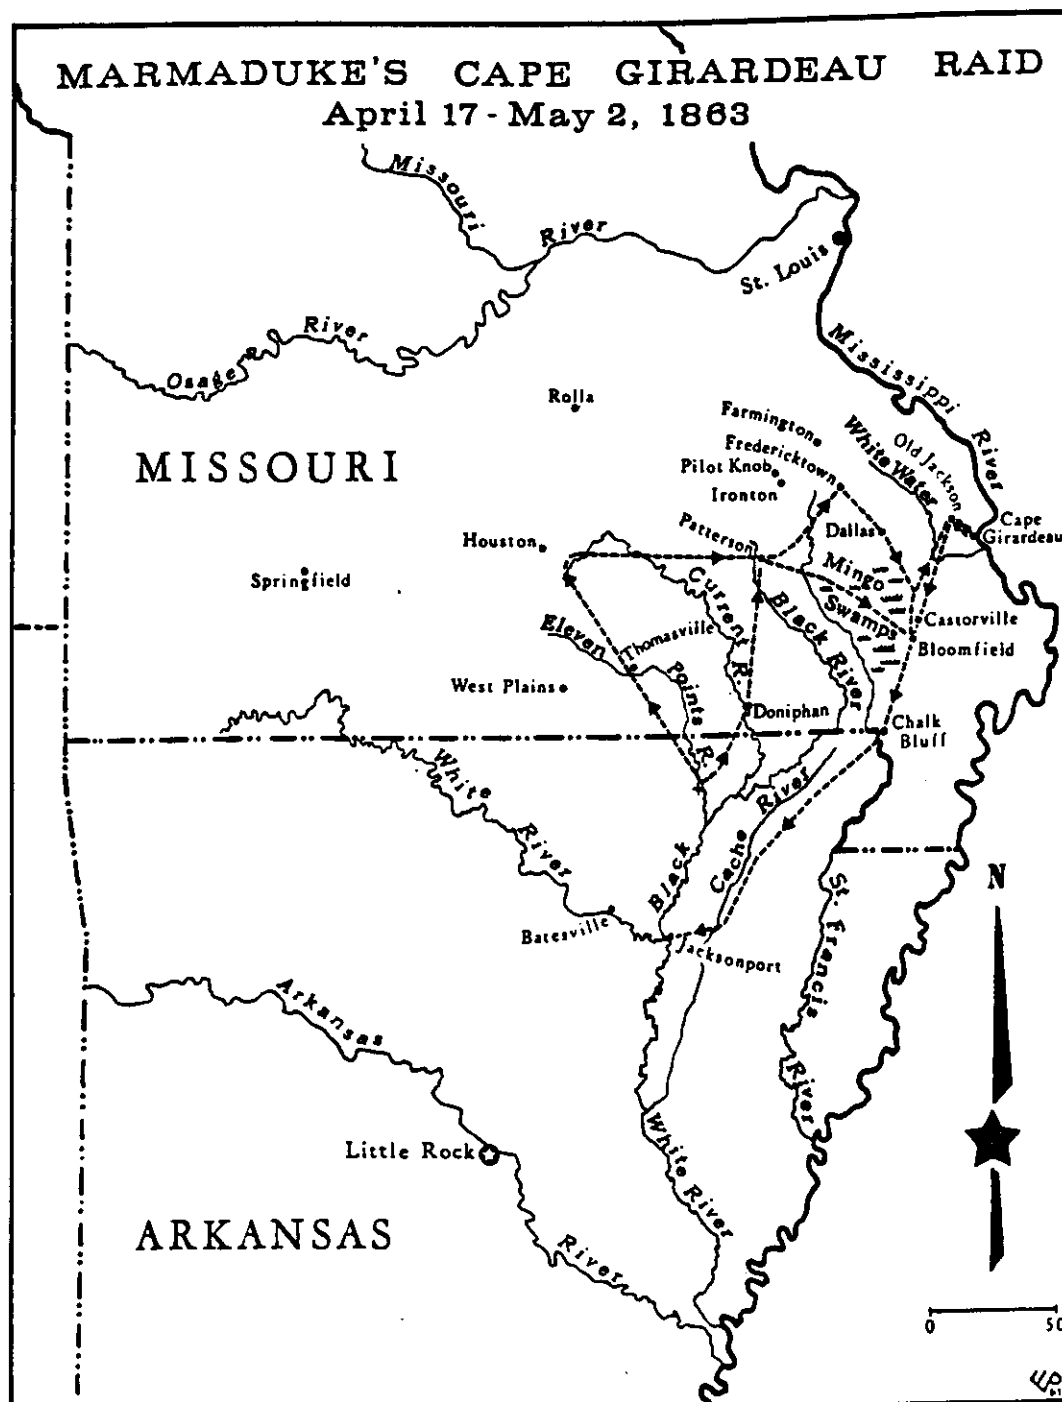 MARMADUKE'S CAPE GIRARDEAU RAID
April 17 - May 2, 1863
Missouri
River
St. Louis
Mississippi
River
Osage
River
Rolla
Farmington
Fredericktown
Pilot Knob
Ironton
White Water
Old Jackson
Cape
Girardeau
MISSOURI
Patterson
Dallas
Houston
Springfield
Mingo
Swamps
Current
R.
Black River
Castorville
Bloomfield
Eleven
Points
R.
Thomasville
West Plains
Doniphan
Chalk
Bluff
White
River
Black
Cache
River
St. Francis
River
N
Batesville
Jacksonport
Arkansas
River
Little Rock
White River
ARKANSAS
0
50